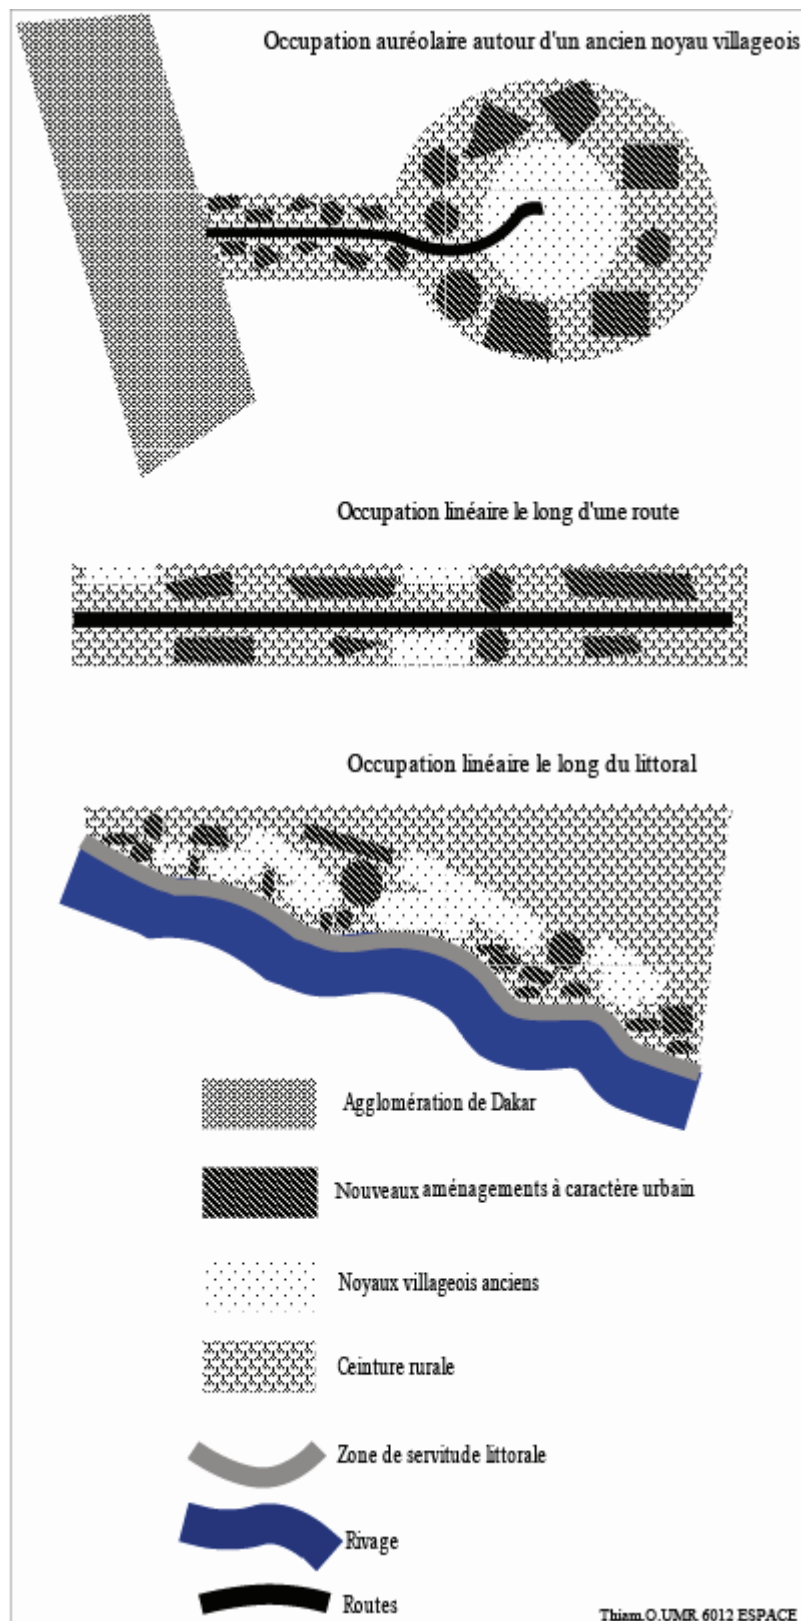 Occupation auréolaire autour d'un ancien noyau villageois
Occupation linéaire le long d'une route
Occupation linéaire le long du littoral
Agglomération de Dakar
Nouveaux aménagements à caractère urbain
Noyaux villageois anciens
Ceinture rurale
Zone de servitude littorale
Rivage
Routes
Thiam.O.UMR 6012 ESPACE